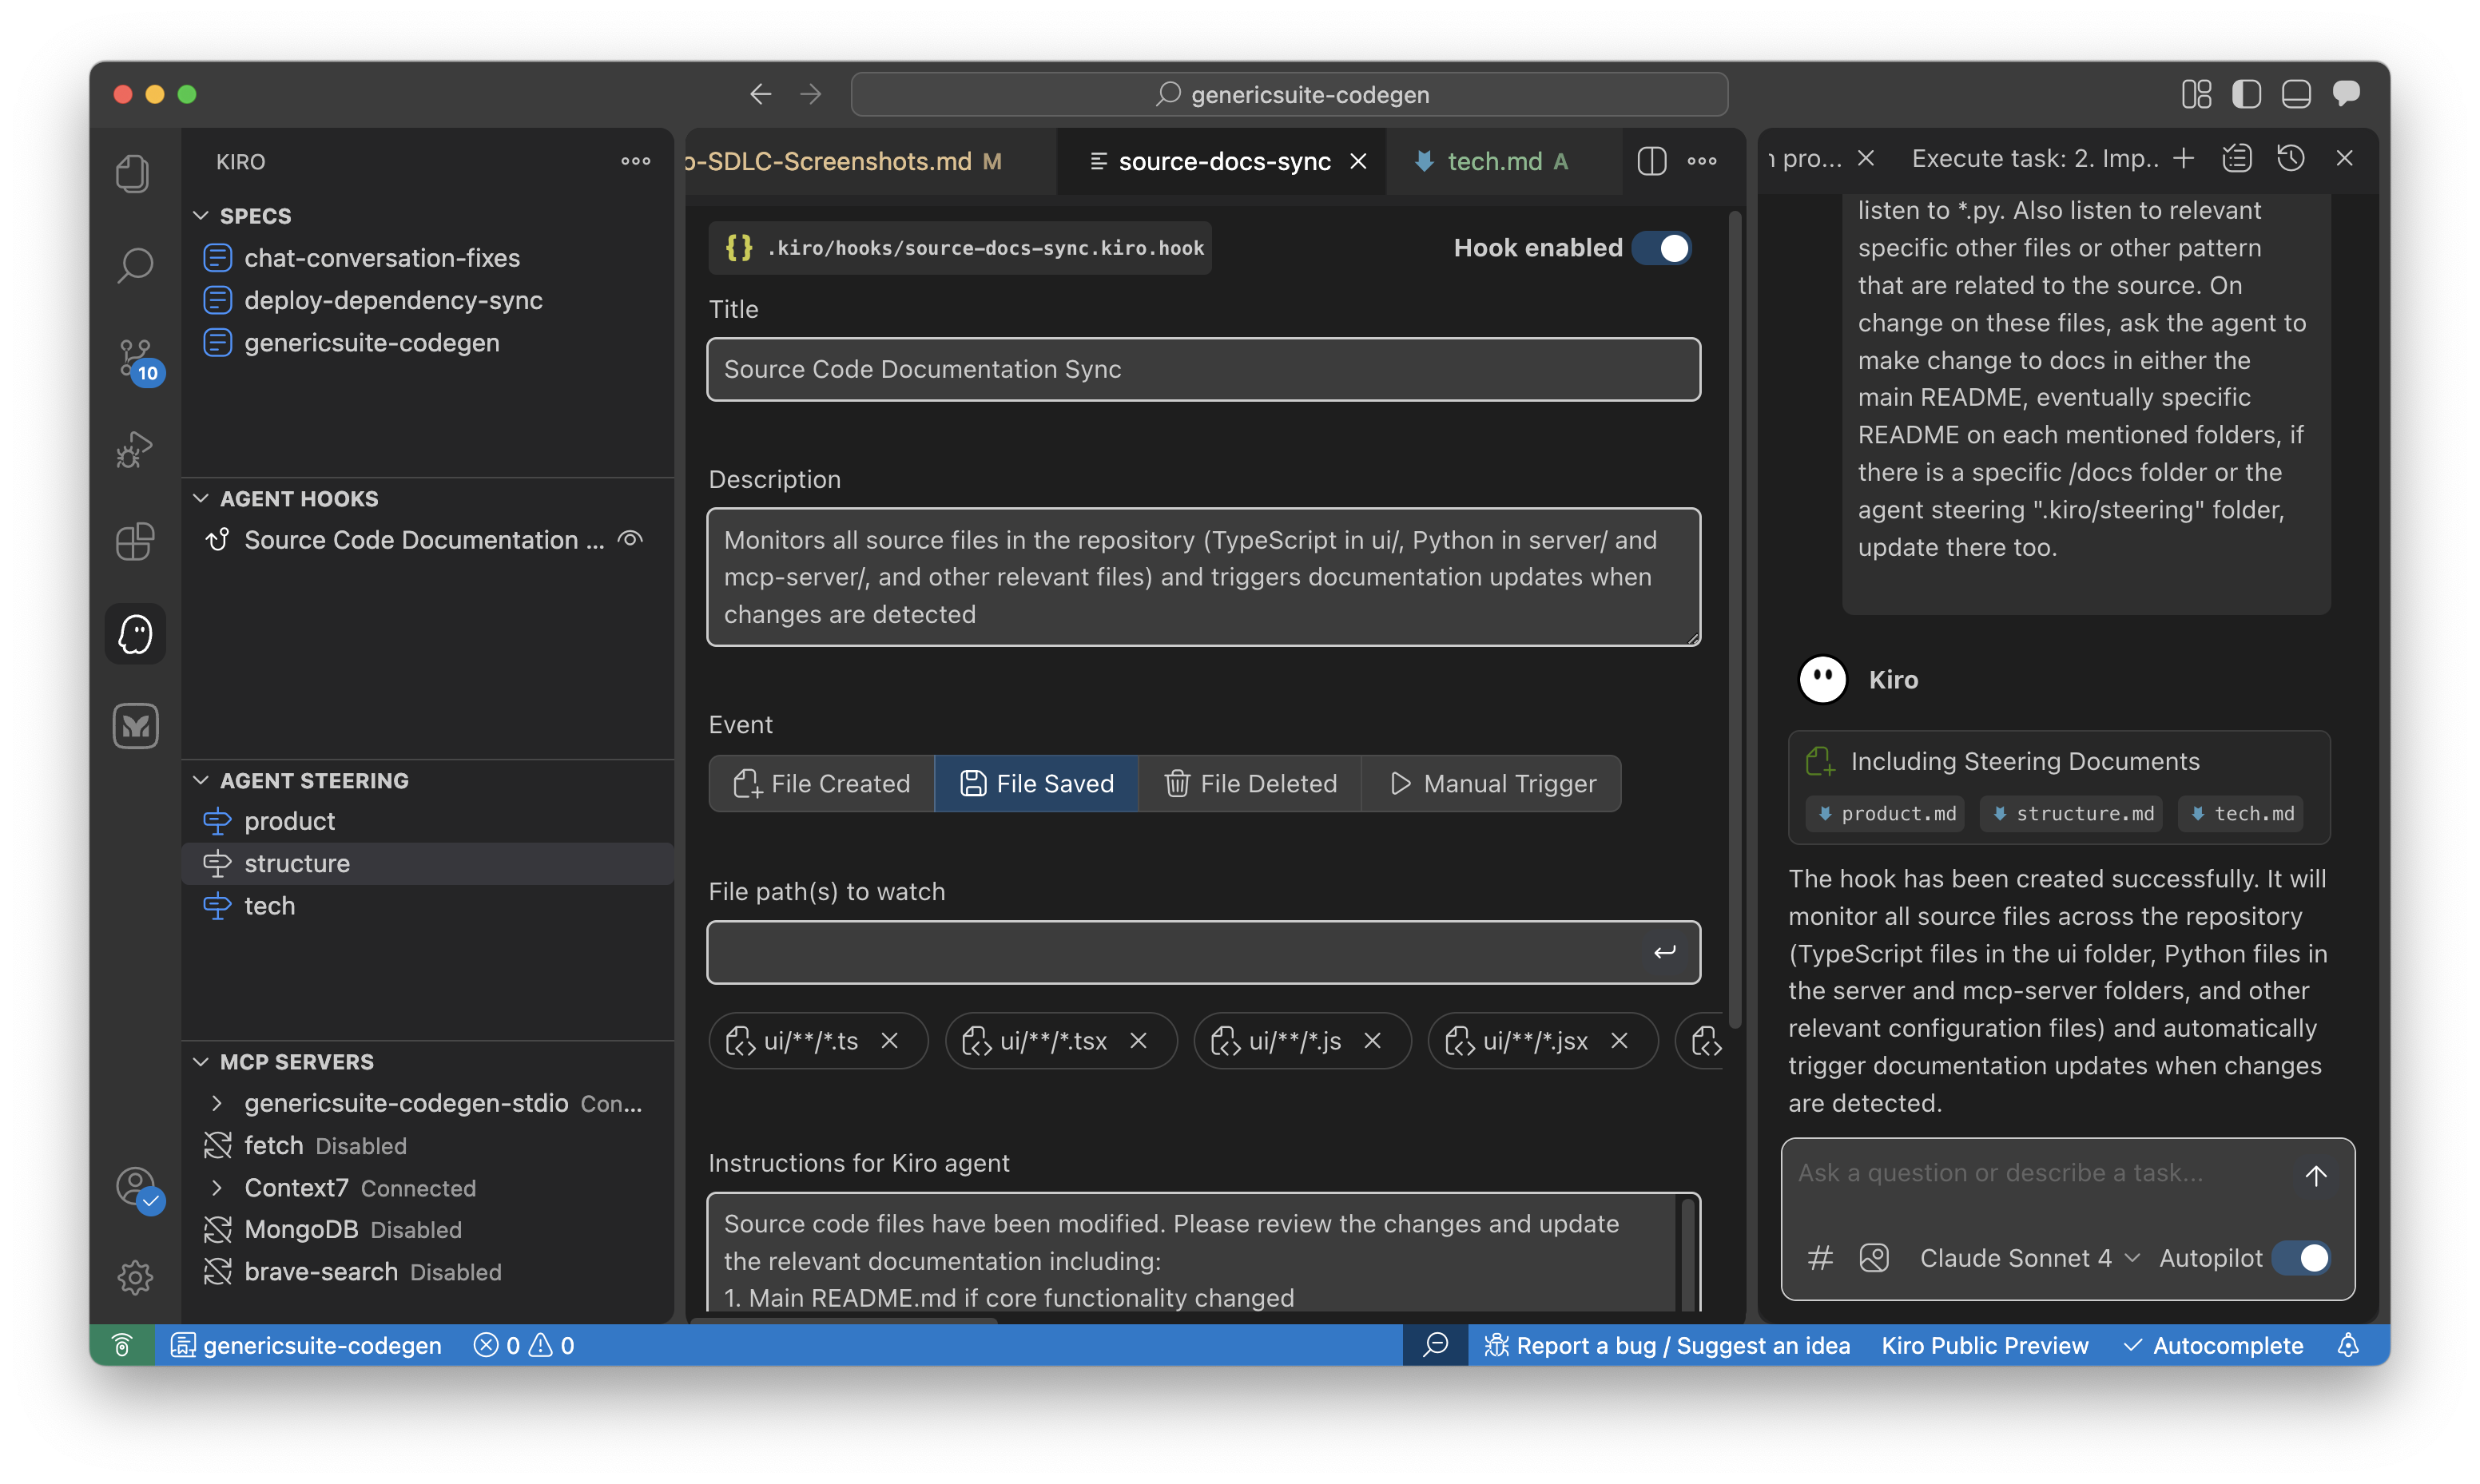 genericsuite-codegen
KIRO
SPECS
chat-conversation-fixes
deploy-dependency-sync
genericsuite-codegen
10
AGENT HOOKS
Source Code Documentation ...
AGENT STEERING
product
structure
tech
MCP SERVERS
genericsuite-codegen-stdio Con...
fetch Disabled
Context7 Connected
MongoDB Disabled
brave-search Disabled
o-SDLC-Screenshots.md M
source-docs-sync
tech.md A
{} .kiro/hooks/source-docs-sync.kiro.hook
Hook enabled
Title
Source Code Documentation Sync
Description
Monitors all source files in the repository (TypeScript in ui/, Python in server/ and
mcp-server/, and other relevant files) and triggers documentation updates when
changes are detected
Event
File Created
File Saved
File Deleted
Manual Trigger
File path(s) to watch
ui/**/*.ts
ui/**/*.tsx
ui/**/*.js
ui/**/*.jsx
Instructions for Kiro agent
Source code files have been modified. Please review the changes and update
the relevant documentation including:
1. Main README.md if core functionality changed
pro...
Execute task: 2. Imp..
listen to *.py. Also listen to relevant
specific other files or other pattern
that are related to the source. On
change on these files, ask the agent to
make change to docs in either the
main README, eventually specific
README on each mentioned folders, if
there is a specific /docs folder or the
agent steering ".kiro/steering" folder,
update there too.
Kiro
Including Steering Documents
product.md
structure.md
tech.md
The hook has been created successfully. It will
monitor all source files across the repository
(TypeScript files in the ui folder, Python files in
the server and mcp-server folders, and other
relevant configuration files) and automatically
trigger documentation updates when changes
are detected.
Ask a question or describe a task...
# Claude Sonnet 4
Autopilot
genericsuite-codegen
0
0
Report a bug / Suggest an idea
Kiro Public Preview
Autocomplete